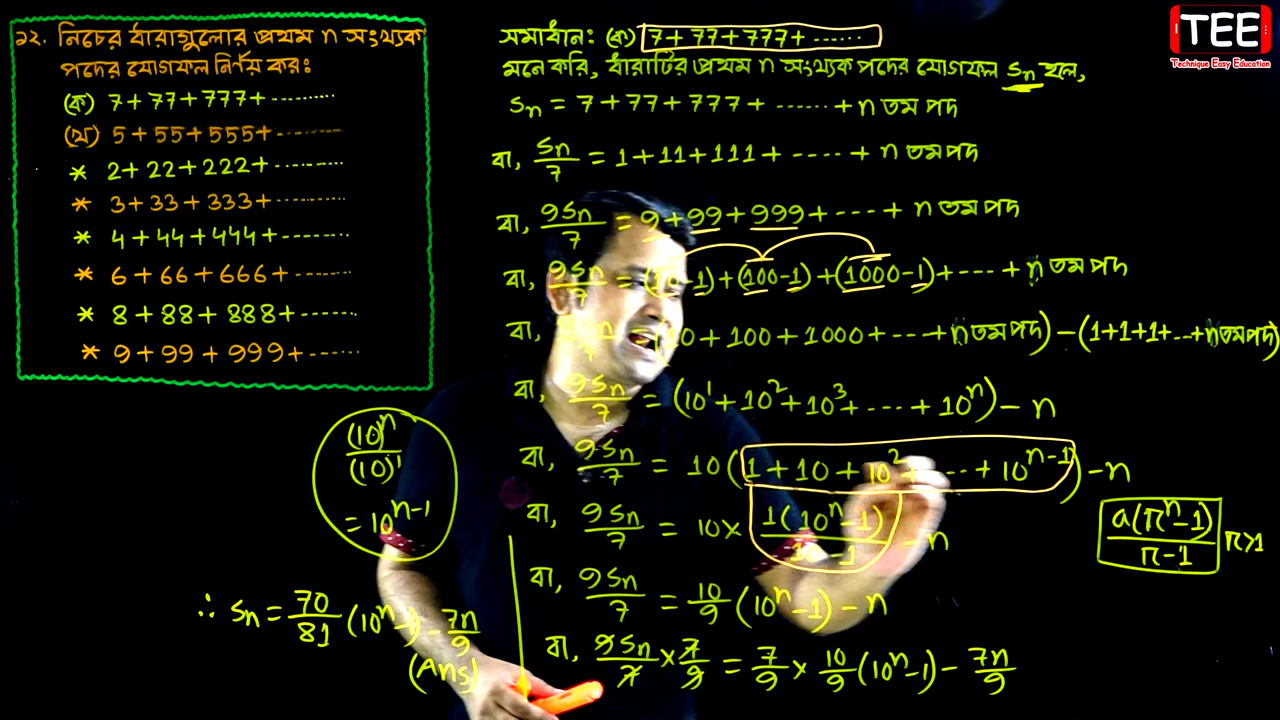 ১২. নিচের ধারাগুলোর প্রথম n সংখ্যক
পদের যোগফল নির্ণয় কর:
(ক) 7+77+777+ ..........
(খ) 5+55+555+ ..........
* 2+22+222+ ..........
* 3+33+333+ ..........
* 4+44+444+ ..........
* 6+66+666+ ..........
* 8+88+888+ ..........
* 9+99+999+ ..........
(10)ⁿ/(10)¹
= 10ⁿ⁻¹
∴ Sn = 70/81 (10ⁿ-1) - 7n/9
(Ans)
সমাধান: (ক) 7+77+777+ ......
মনে করি, ধারাটির প্রথম n সংখ্যক পদের যোগফল Sn হলে,
Sn = 7+77+777+ ...... + n তম পদ
বা, Sn/7 = 1+11+111+ ..... + n তম পদ
বা, 9Sn/7 = 9+99+999+ .... + n তম পদ
বা, 9Sn/7 = (10-1)+(100-1)+(1000-1)+ .... + n তম পদ
বা, (10+100+1000+ ... + n তম পদ) - (1+1+1+ ... + n তম পদ)
বা, 9Sn/7 = (10¹+10²+10³+ .... + 10ⁿ) - n
বা, 9Sn/7 = 10(1+10+10²+ ... + 10ⁿ⁻¹) - n
বা, 9Sn/7 = 10× 1(10ⁿ-1)/10-1 - n
বা, 9Sn/7 = 10/9 (10ⁿ-1) - n
বা, 9Sn/7 × 7/9 = 7/9 × 10/9 (10ⁿ-1) - 7n/9
a(rⁿ-1)/r-1 r>1
TEE
Technique Easy Education